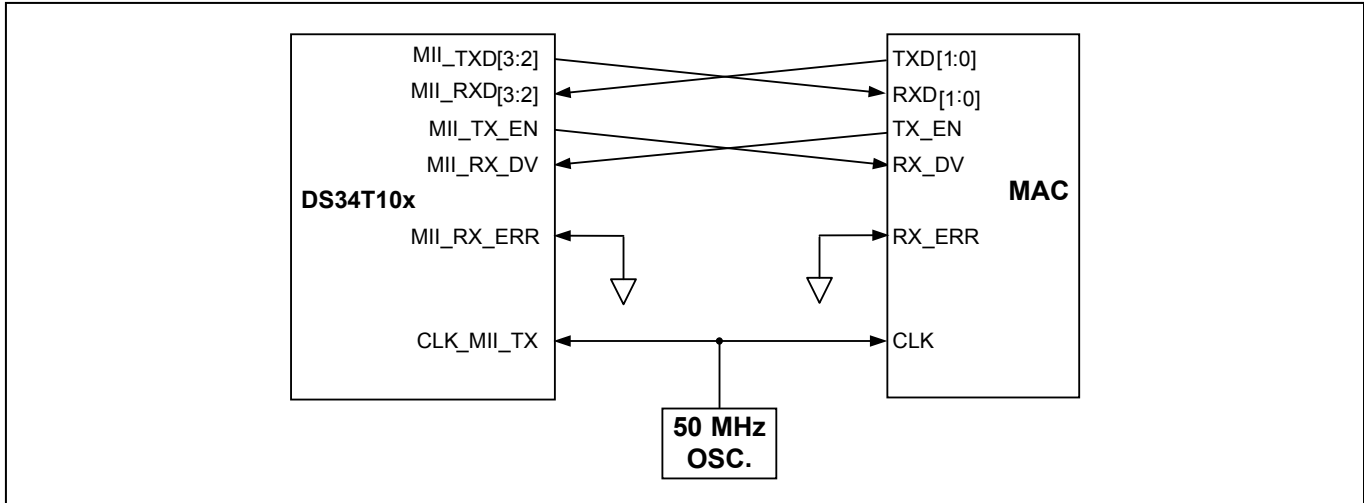 MII_TXD[3:2]
MII_RXD[3:2]
MII_TX_EN
MII_RX_DV
DS34T10x
MII_RX_ERR
CLK_MII_TX
TXD[1:0]
RXD[1:0]
TX_EN
RX_DV
MAC
RX_ERR
CLK
50 MHz
OSC.